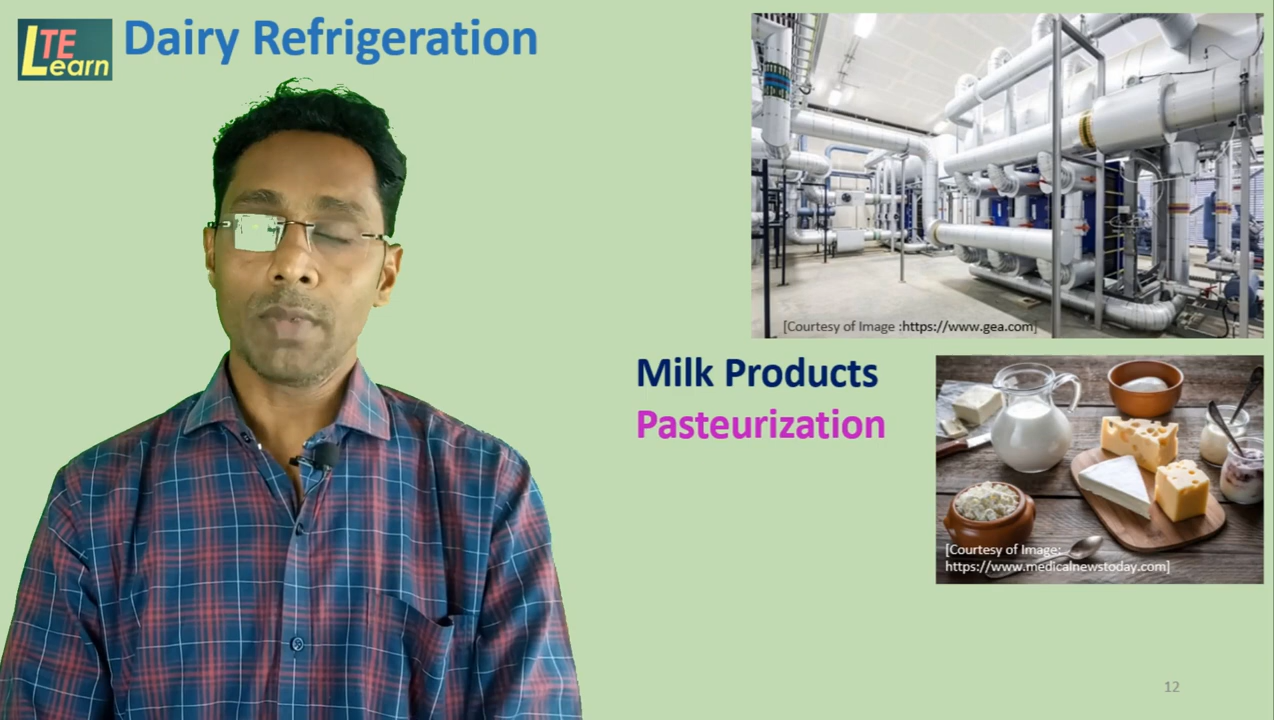 LTE
Learn
Dairy Refrigeration
[Courtesy of Image :https://www.gea.com]
Milk Products
Pasteurization
[Courtesy of Image:
https://www.medicalnewstoday.com]
12